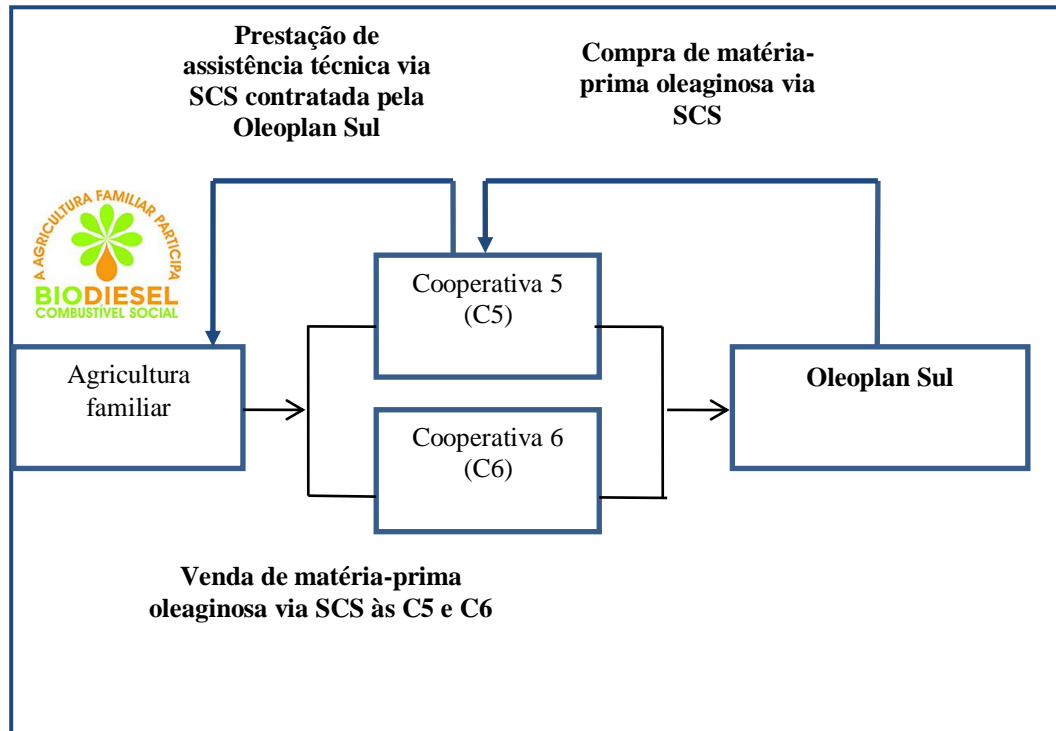 Prestação de
assistência técnica via
SCS contratada pela
Oleoplan Sul
Compra de matéria-
prima oleaginosa via
SCS
A AGRICULTURA FAMILIAR PARTICIPA
BIODIESEL
COMBUSTÍVEL SOCIAL
Agricultura
familiar
Cooperativa 5
(C5)
Cooperativa 6
(C6)
Oleoplan Sul
Venda de matéria-prima
oleaginosa via SCS às C5 e C6